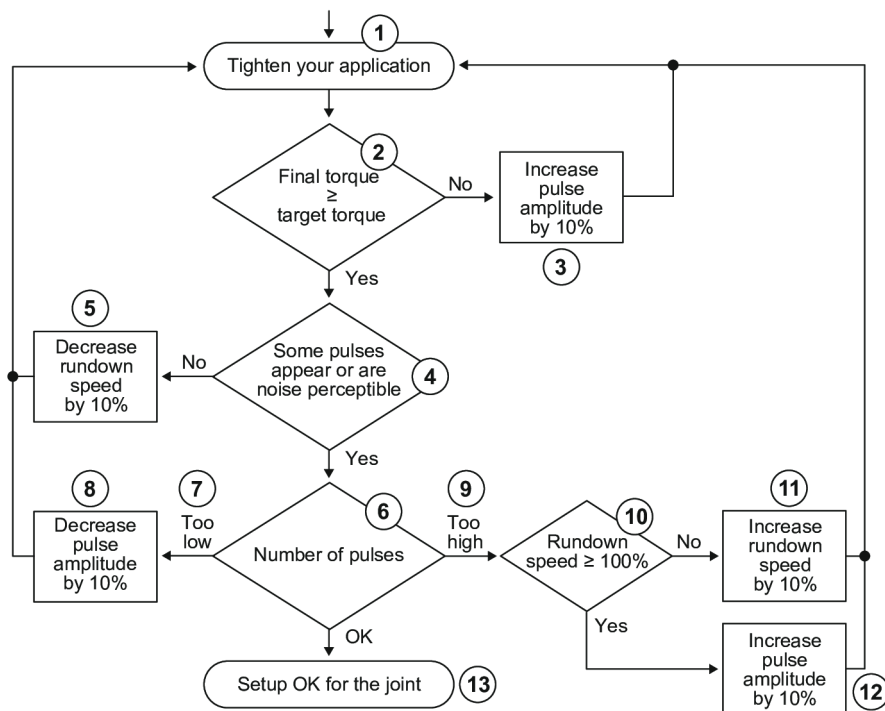 1
Tighten your application
2
Final torque
≥
target torque
No
Increase
pulse
amplitude
by 10%
3
Yes
5
Decrease
rundown
speed
by 10%
No
Some pulses
appear or are
noise perceptible
4
Yes
8
Decrease
pulse
amplitude
by 10%
7
Too
low
6
Number of pulses
9
Too
high
10
Rundown
speed ≥ 100%
No
11
Increase
rundown
speed
by 10%
Yes
Increase
pulse
amplitude
by 10%
12
OK
Setup OK for the joint
13